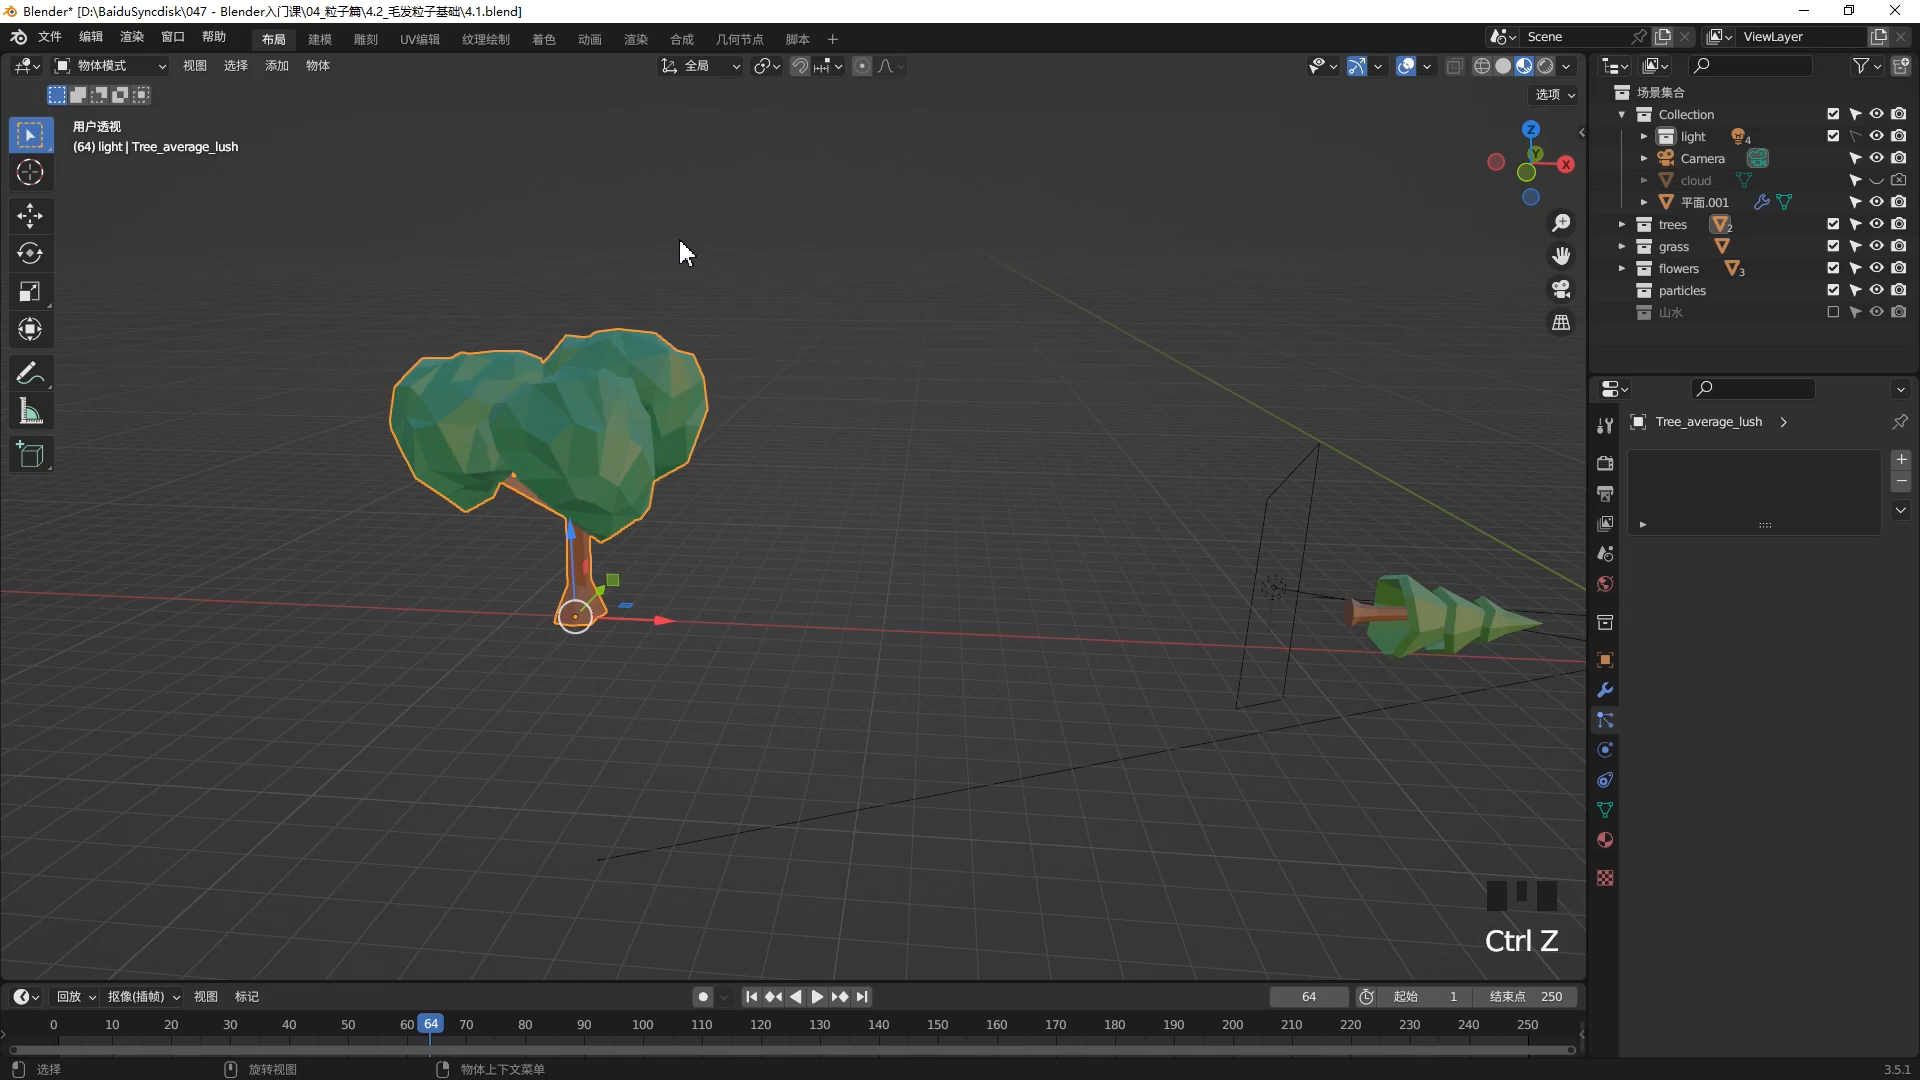 Blender* [D:\BaiduSyncdisk\047 - Blender入门课\04_粒子篇\4.2_毛发粒子基础\4.1.blend]
文件 编辑 渲染 窗口 帮助 布局 建模 雕刻 UV编辑 纹理绘制 着色 动画 渲染 合成 几何节点 脚本 + Scene ViewLayer
物体模式 视图 选择 添加 物体 全局
选项
用户透视
(64) light | Tree_average_lush
Z
Y
X
场景集合
Collection
light 4
Camera
cloud
平面.001
trees 2
grass
flowers 3
particles
山水
Tree_average_lush
Ctrl Z
回放 抠像(插帧) 视图 标记 64 起始 1 结束点 250
0 10 20 30 40 50 60 64 70 80 90 100 110 120 130 140 150 160 170 180 190 200 210 220 230 240 250
选择 旋转视图 物体上下文菜单 3.5.1